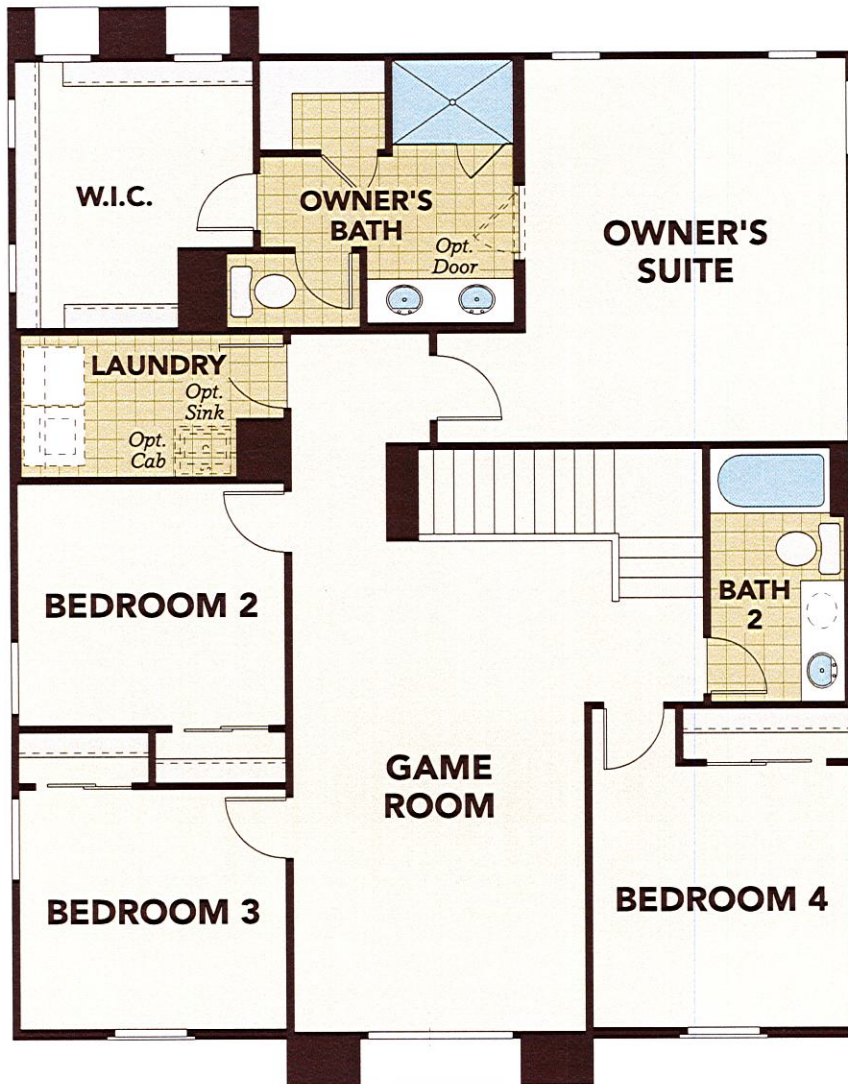 W.I.C.
OWNER'S
BATH
Opt.
Door
OWNER'S
SUITE
LAUNDRY
Opt.
Sink
Opt.
Cab
BEDROOM 2
BATH
2
GAME
ROOM
BEDROOM 3
BEDROOM 4